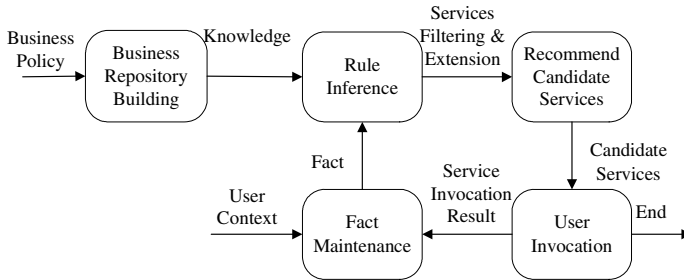 Business
Policy
Business
Repository
Building
Knowledge
Rule
Inference
Services
Filtering &
Extension
Recommend
Candidate
Services
Fact
Service
Invocation
Result
Candidate
Services
User
Context
Fact
Maintenance
User
Invocation
End